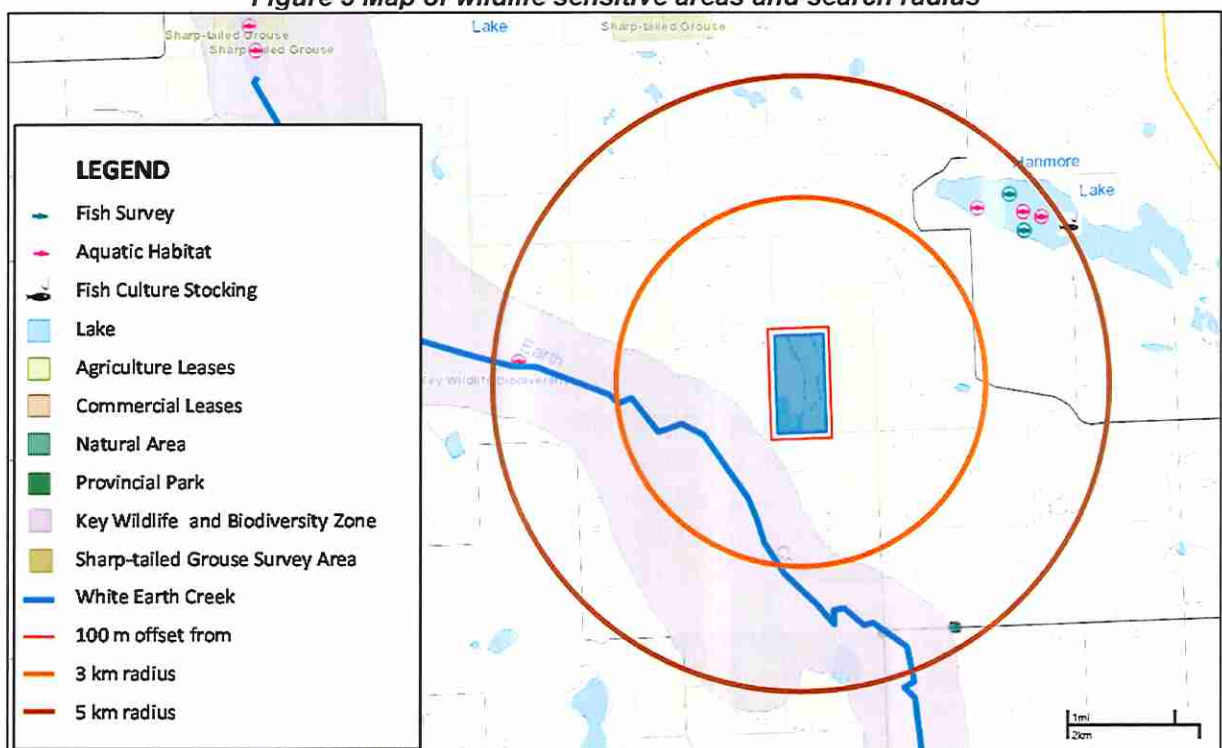 Figure 5 Map of wildlife sensitive areas and search radius
Sharp-tailed Grouse
Sharp-tailed Grouse
Lake
Sharp-tailed Grouse
LEGEND
Fish Survey
Aquatic Habitat
Fish Culture Stocking
Lake
Agriculture Leases
Commercial Leases
Natural Area
Provincial Park
Key Wildlife and Biodiversity Zone
Sharp-tailed Grouse Survey Area
White Earth Creek
100 m offset from
3 km radius
5 km radius
Hanmore
Lake
Earth
Key Wildlife Biodiversity
1mi
2km